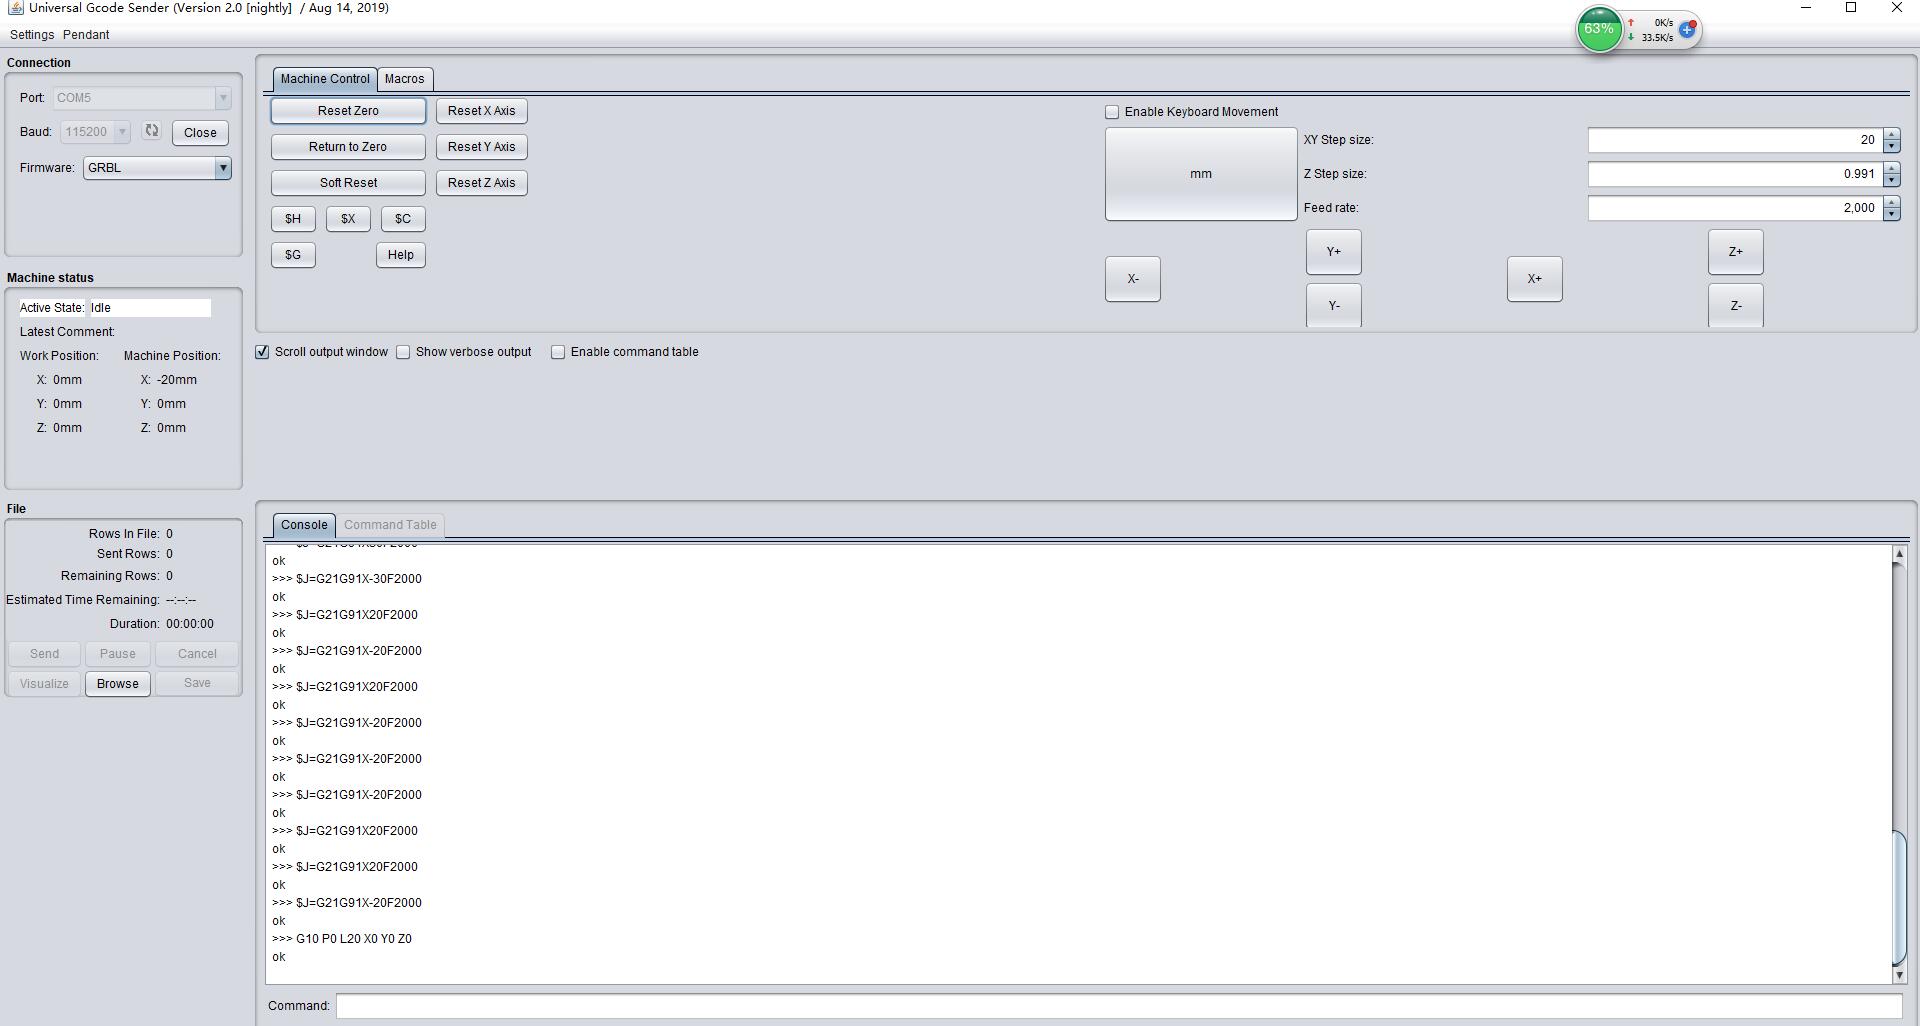 Universal Gcode Sender (Version 2.0 [nightly] / Aug 14, 2019)
63%
0K/s
33.5K/s
Settings Pendant
Connection
Port: COM5
Baud: 115200 Close
Firmware: GRBL
Machine status
Active State: Idle
Latest Comment:
Work Position: Machine Position:
X: 0mm X: -20mm
Y: 0mm Y: 0mm
Z: 0mm Z: 0mm
File
Rows In File: 0
Sent Rows: 0
Remaining Rows: 0
Estimated Time Remaining: --:--:--
Duration: 00:00:00
Send Pause Cancel
Visualize Browse Save
Machine Control Macros
Reset Zero Reset X Axis
Return to Zero Reset Y Axis
Soft Reset Reset Z Axis
$H $X $C
$G Help
Enable Keyboard Movement
mm
XY Step size: 20
Z Step size: 0.991
Feed rate: 2,000
Y+ Z+
X- X+
Y- Z-
Scroll output window Show verbose output Enable command table
Console Command Table
ok
>>> $J=G21G91X-30F2000
ok
>>> $J=G21G91X20F2000
ok
>>> $J=G21G91X-20F2000
ok
>>> $J=G21G91X20F2000
ok
>>> $J=G21G91X-20F2000
ok
>>> $J=G21G91X-20F2000
ok
>>> $J=G21G91X-20F2000
ok
>>> $J=G21G91X20F2000
ok
>>> $J=G21G91X20F2000
ok
>>> $J=G21G91X-20F2000
ok
>>> G10 P0 L20 X0 Y0 Z0
ok
Command: